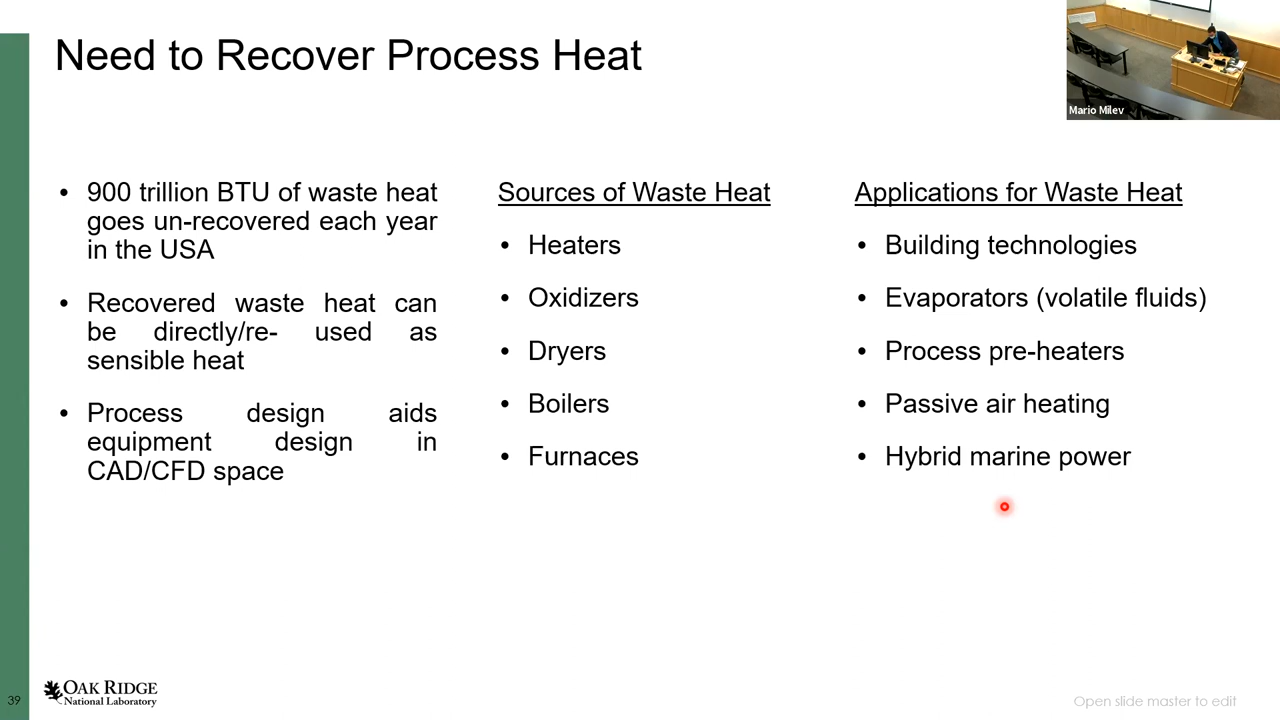 Need to Recover Process Heat
Mario Milev
• 900 trillion BTU of waste heat
goes un-recovered each year
in the USA
• Recovered waste heat can
be directly/re- used as
sensible heat
• Process design aids
equipment design in
CAD/CFD space
Sources of Waste Heat
• Heaters
• Oxidizers
• Dryers
• Boilers
• Furnaces
Applications for Waste Heat
• Building technologies
• Evaporators (volatile fluids)
• Process pre-heaters
• Passive air heating
• Hybrid marine power
39
OAK RIDGE
National Laboratory
Open slide master to edit